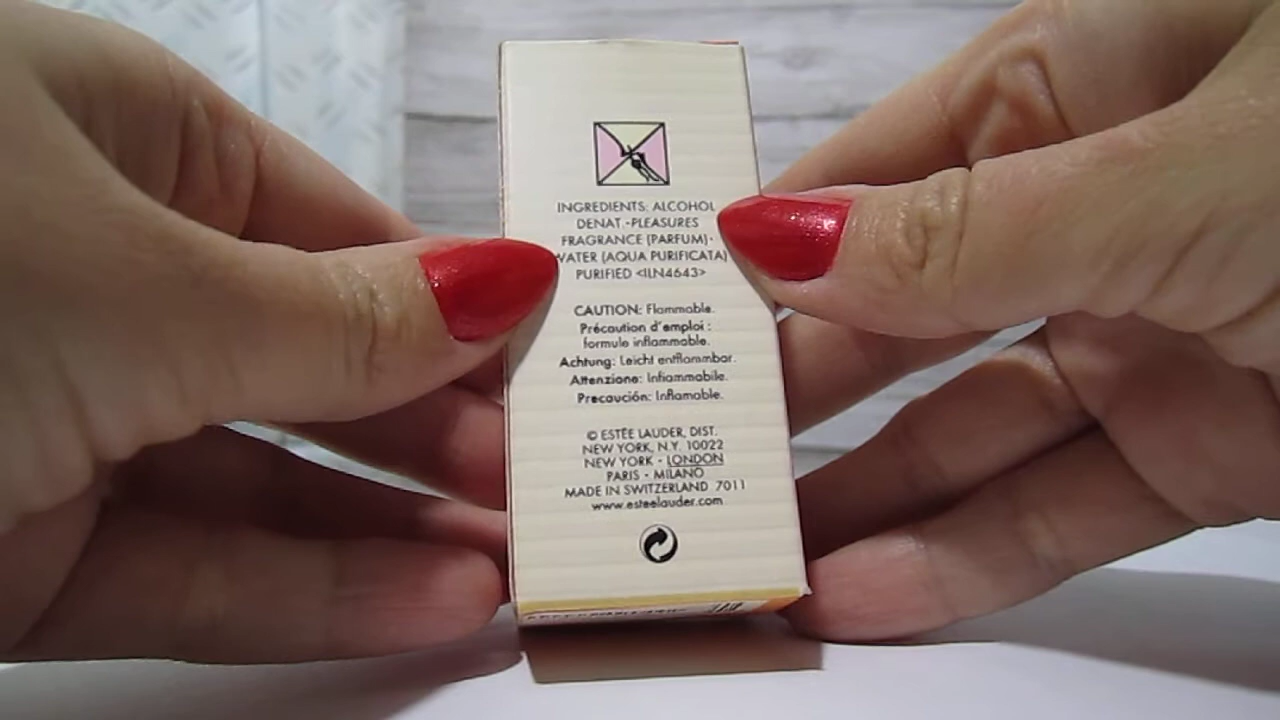 INGREDIENTS: ALCOHOL
DENAT •PLEASURES
FRAGRANCE (PARFUM)•
WATER (AQUA PURIFICATA)
PURIFIED <ILN4643>
CAUTION: Flammable.
Précaution d'emploi :
formule inflammable.
Achtung: Leicht entflammbar.
Attenzione: Infiammabile.
Precaución: Inflamable.
© ESTĒE LAUDER, DIST.
NEW YORK, N.Y. 10022
NEW YORK - LONDON
PARIS - MILANO
MADE IN SWITZERLAND 7011
www.esteelauder.com